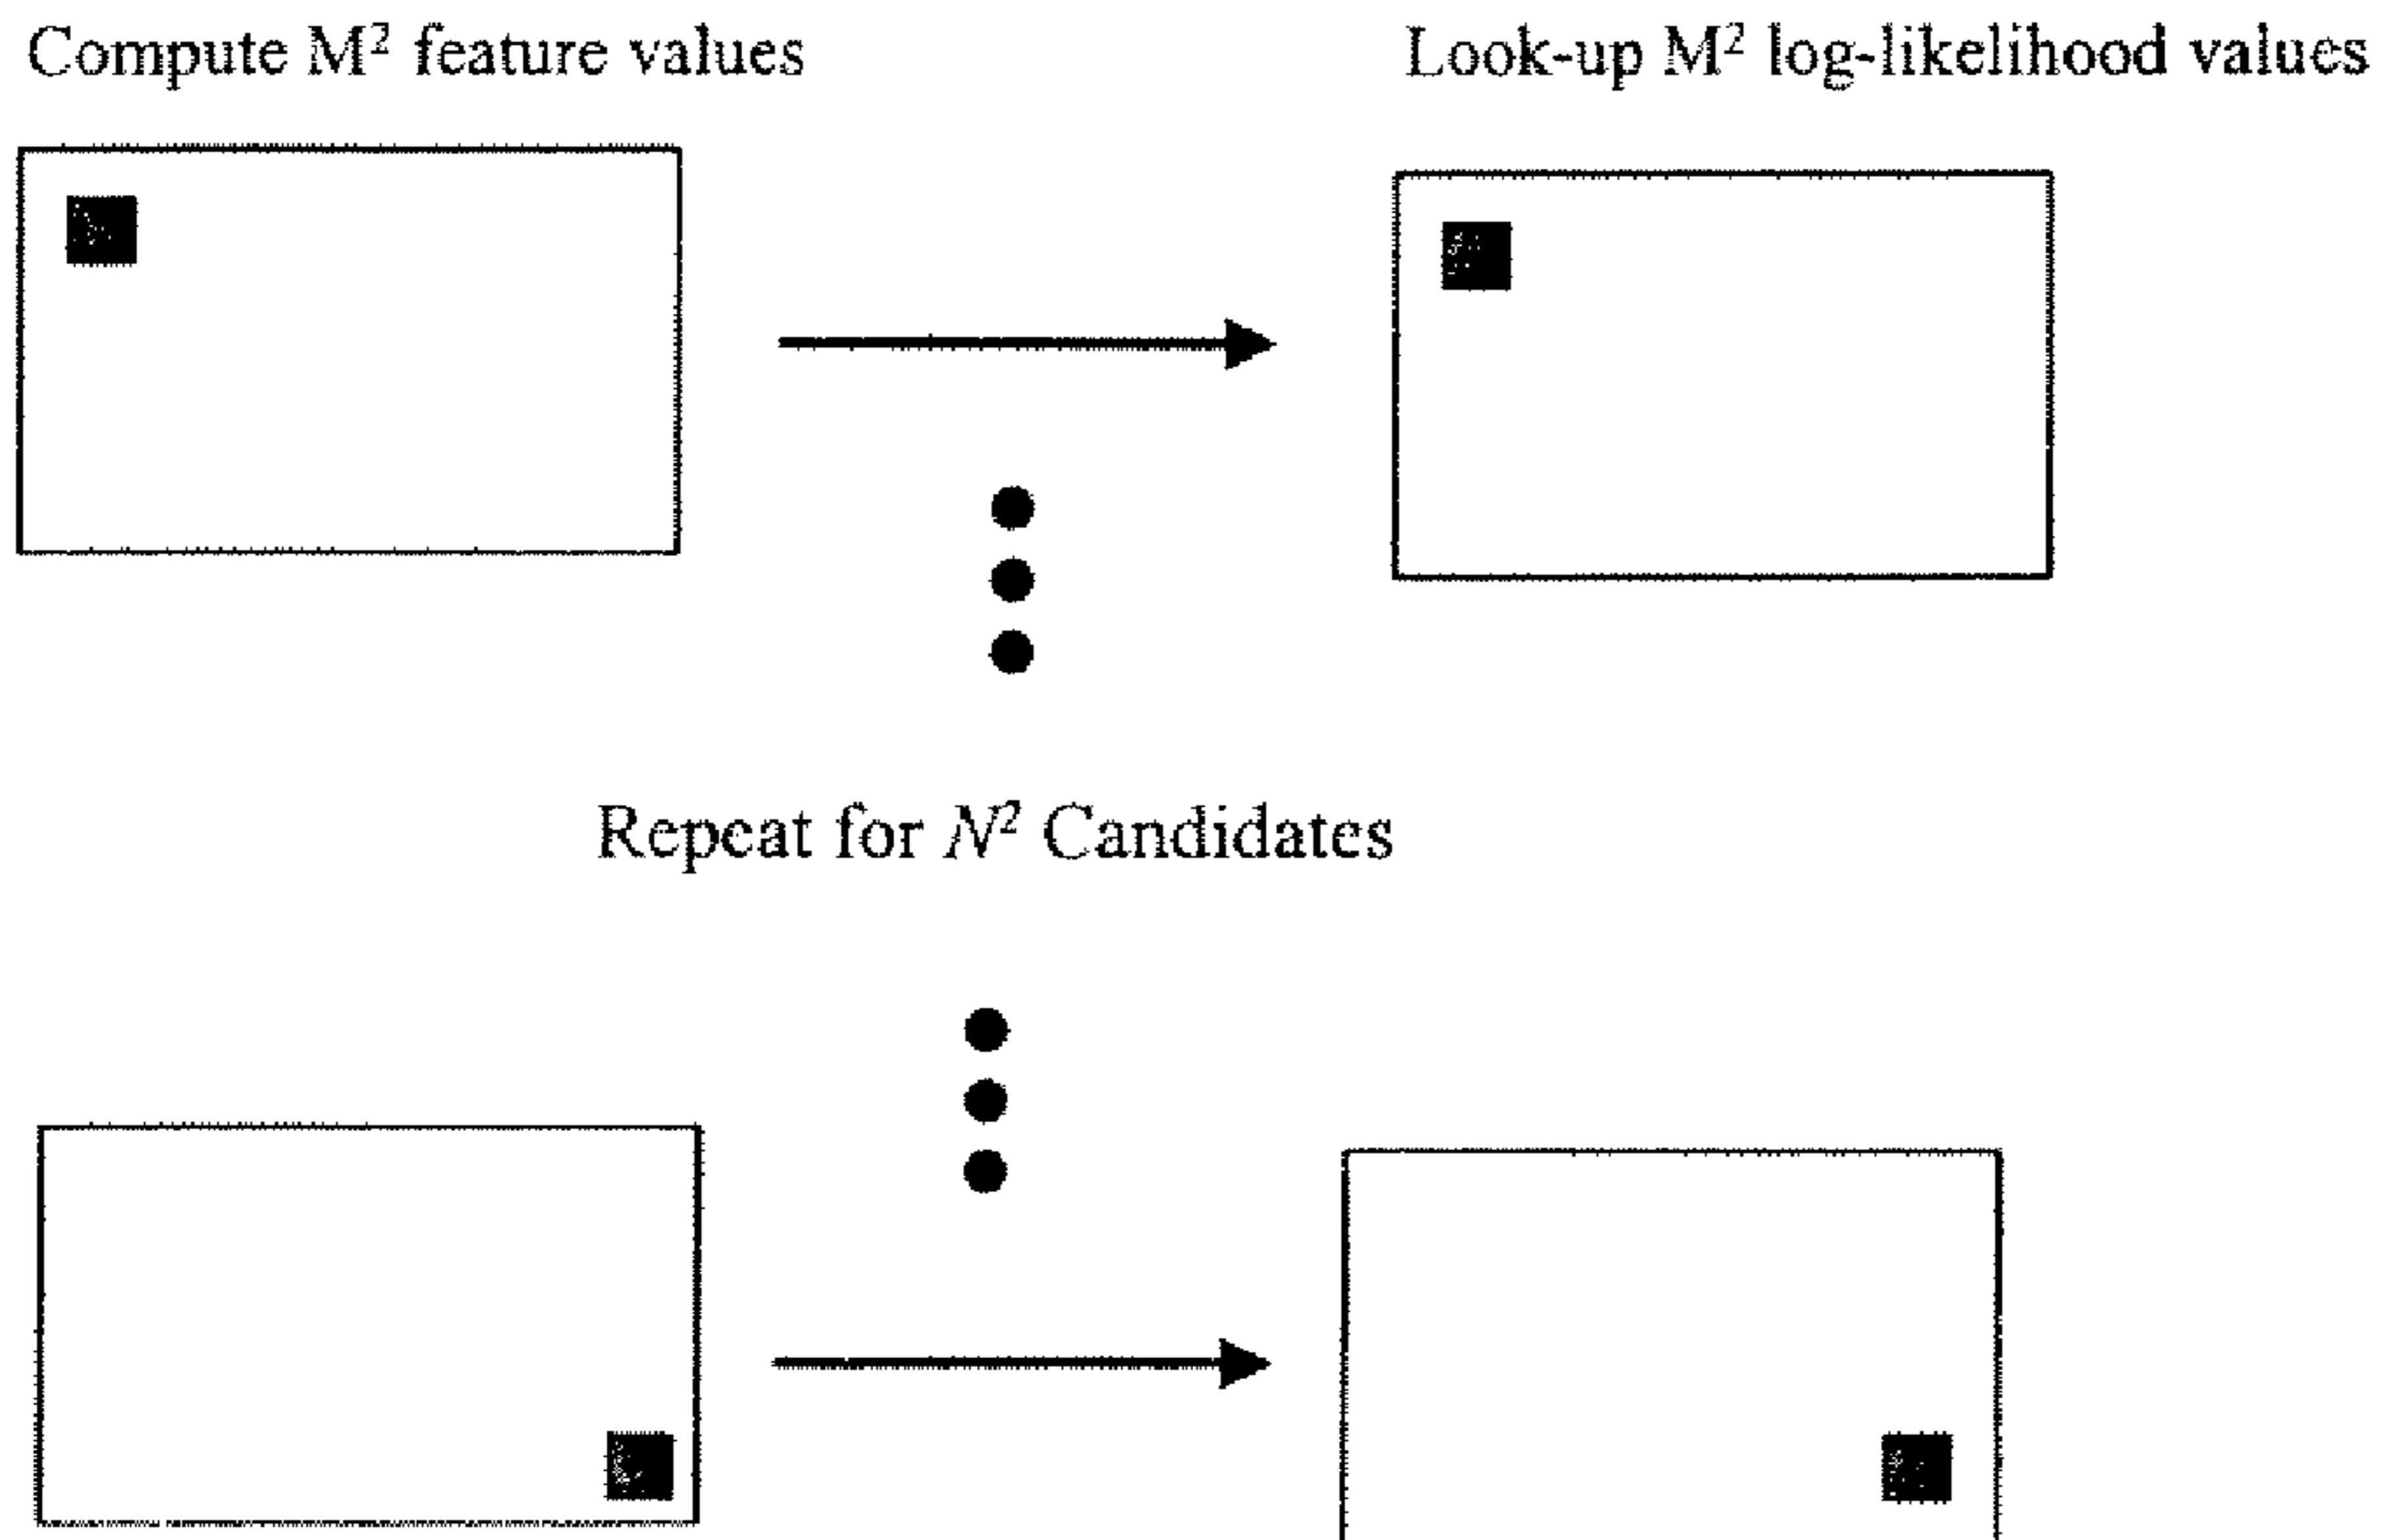 Compute M² feature values
Look-up M² log-likelihood values
Repeat for N² Candidates